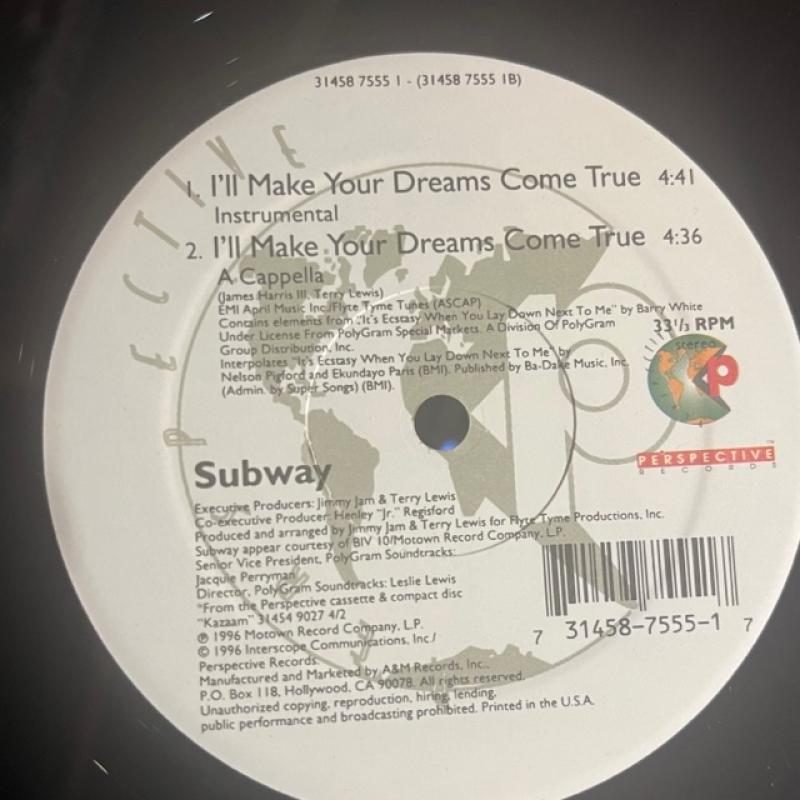 31458 7555 1 - (31458 7555 1B)
PECTIVE
1. I'll Make Your Dreams Come True 4:41
Instrumental
2. I'll Make Your Dreams Come True 4:36
A Cappella
(James Harris III, Terry Lewis)
EMI April Music Inc./Flyte Tyme Tunes (ASCAP)
Contains elements from "It's Ecstasy When You Lay Down Next To Me" by Barry White
Under License From PolyGram Special Markets. A Division Of PolyGram
Group Distribution, Inc.
Interpolates "It's Ecstasy When You Lay Down Next To Me" by
Nelson Pigford and Ekundayo Paris (BMI). Published by Ba-Dake Music, Inc.
(Admin. by Super Songs) (BMI).
33 1/3 RPM
stereo
P
PERSPECTIVE
RECORDS
Subway
Executive Producers: Jimmy Jam & Terry Lewis
Co-executive Producer: Henley "Jr." Regisford
Produced and arranged by Jimmy Jam & Terry Lewis for Flyte Tyme Productions, Inc.
Subway appear courtesy of BIV 10/Motown Record Company, L.P.
Senior Vice President, PolyGram Soundtracks:
Jacquie Perryman
Director, PolyGram Soundtracks: Leslie Lewis
*From the Perspective cassette & compact disc
"Kazaam" 31454 9027 4/2
℗ 1996 Motown Record Company, L.P.
© 1996 Interscope Communications, Inc./
Perspective Records.
Manufactured and Marketed by A&M Records, Inc.,
P.O. Box 118, Hollywood, CA 90078. All rights reserved.
Unauthorized copying, reproduction, hiring, lending,
public performance and broadcasting prohibited. Printed in the U.S.A.
7 31458-7555-1 7